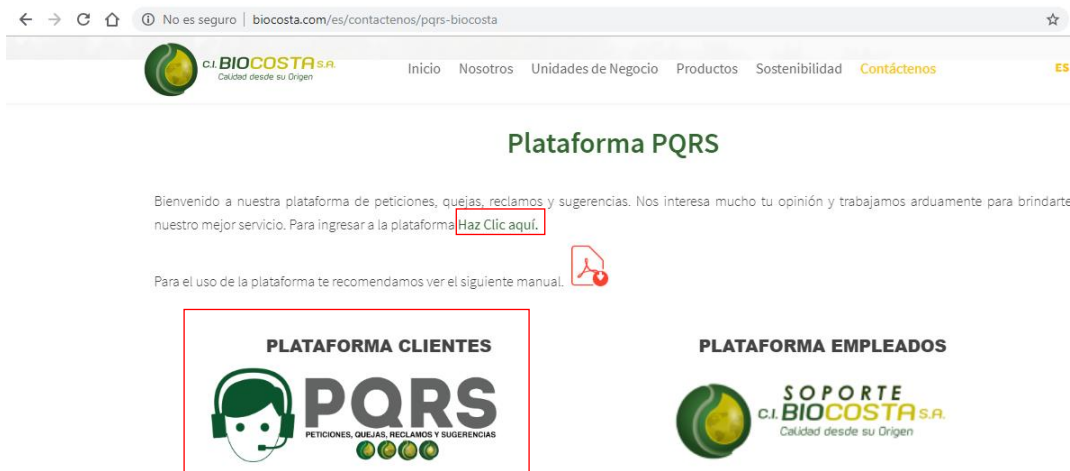 No es seguro | biocosta.com/es/contactenos/pqrs-biocosta
C.I. BIOCOSTA S.A.
Calidad desde su Origen
Inicio Nosotros Unidades de Negocio Productos Sostenibilidad Contáctenos ES
Plataforma PQRS
Bienvenido a nuestra plataforma de peticiones, quejas, reclamos y sugerencias. Nos interesa mucho tu opinión y trabajamos arduamente para brindarte
nuestro mejor servicio. Para ingresar a la plataforma Haz Clic aquí.
Para el uso de la plataforma te recomendamos ver el siguiente manual.
PLATAFORMA CLIENTES
PQRS
PETICIONES, QUEJAS, RECLAMOS Y SUGERENCIAS
PLATAFORMA EMPLEADOS
SOPORTE
C.I. BIOCOSTA S.A.
Calidad desde su Origen